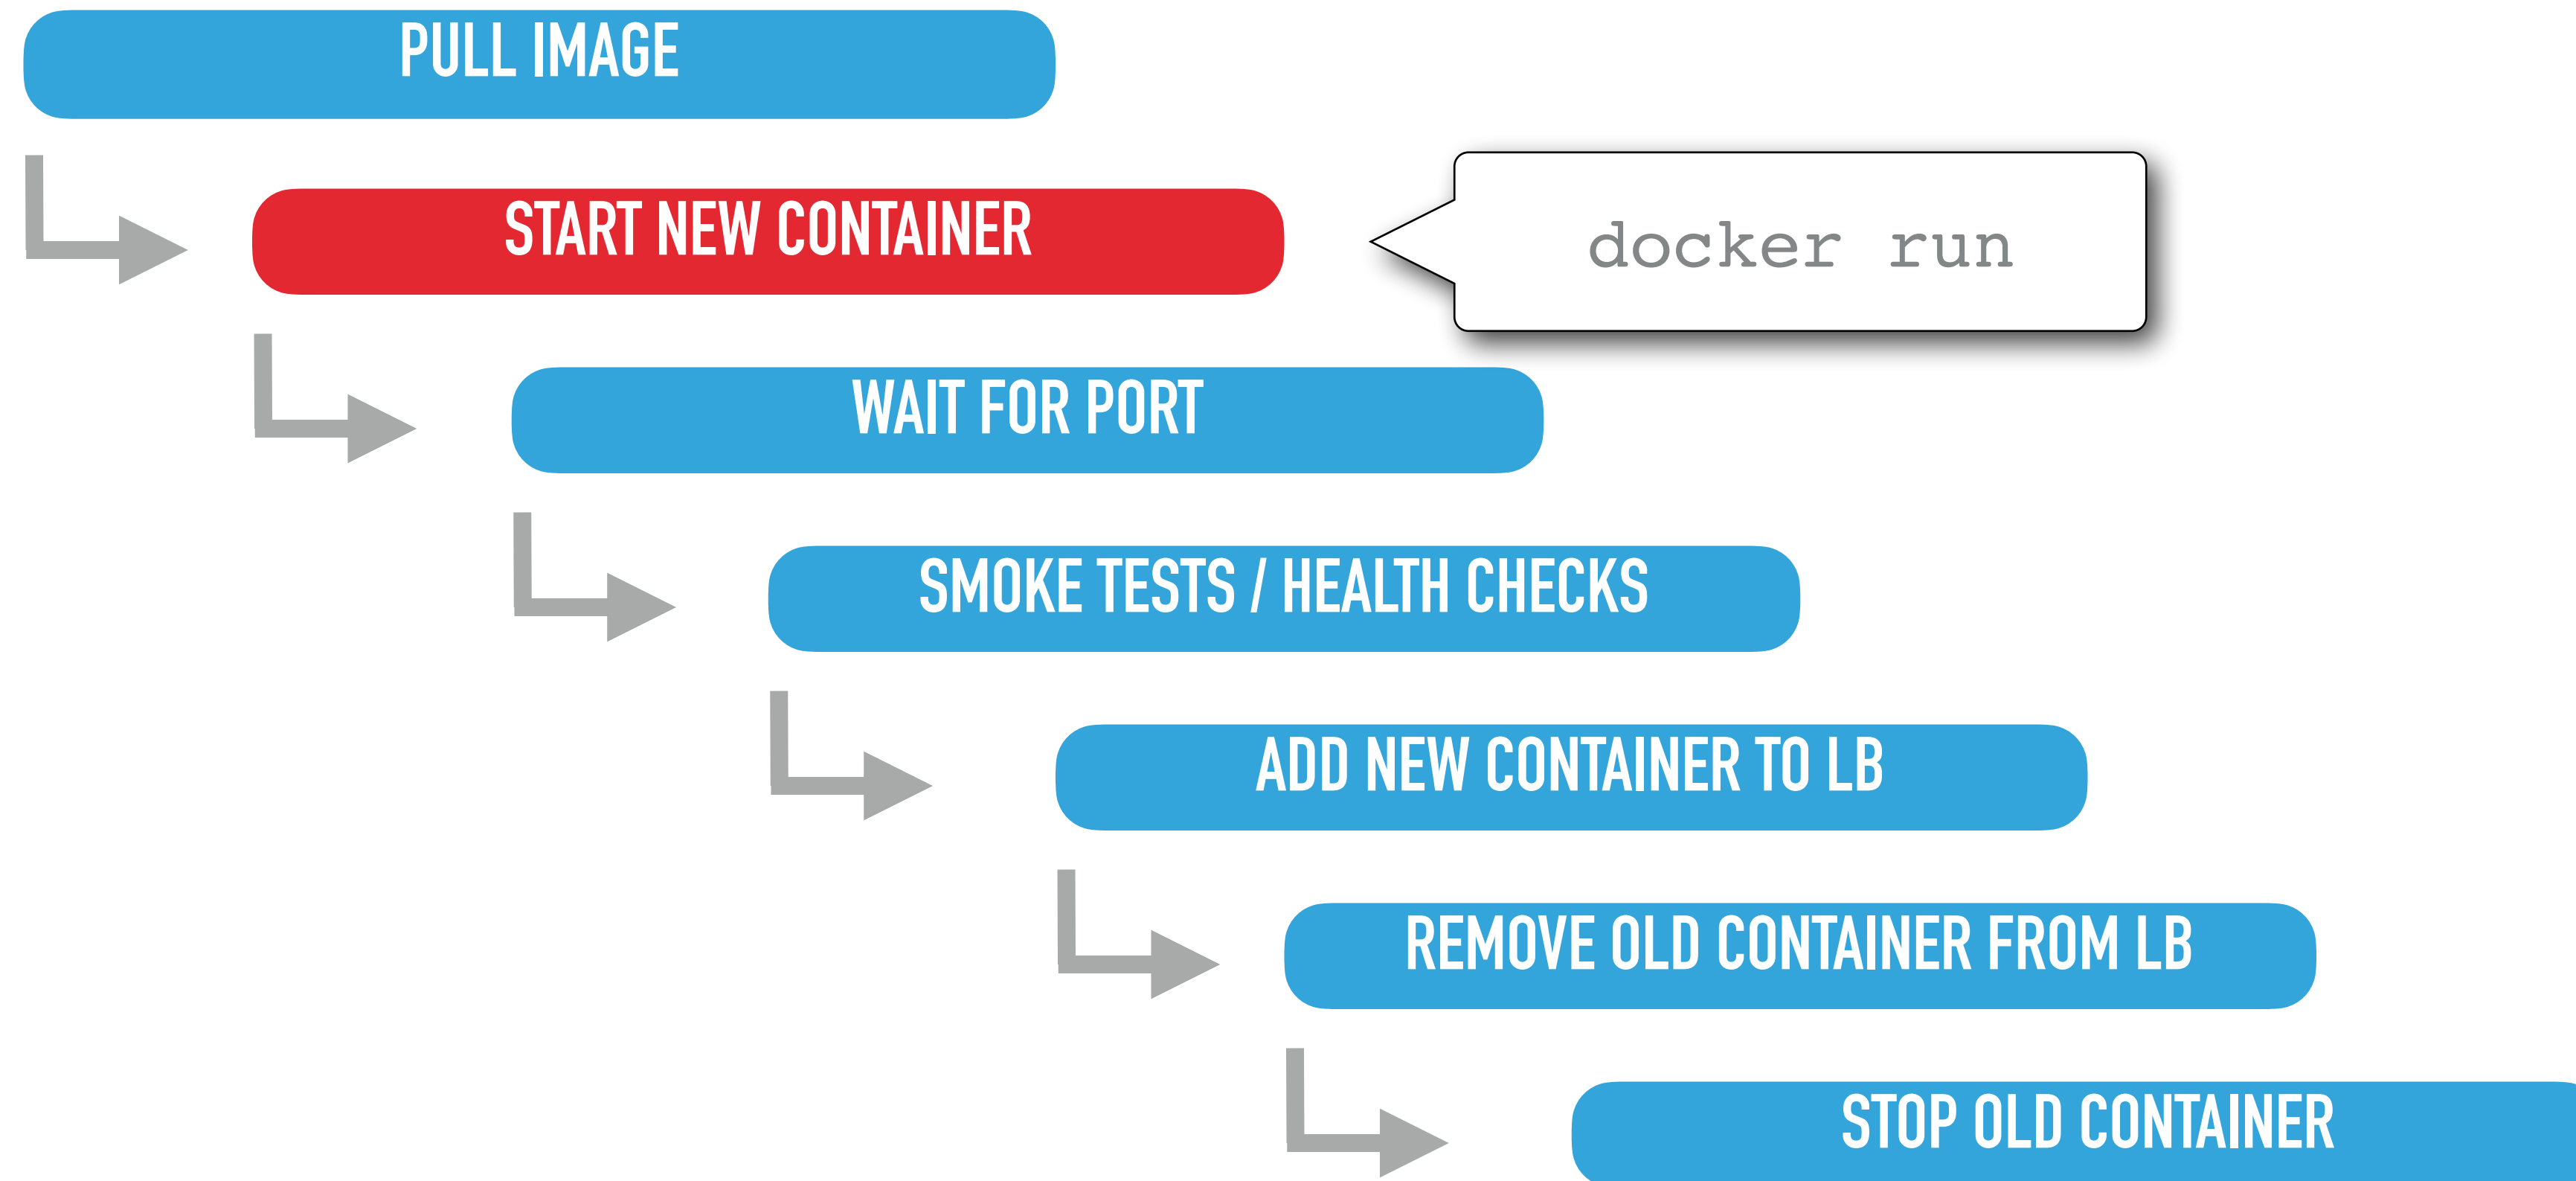 PULL IMAGE
START NEW CONTAINER
docker run
WAIT FOR PORT
SMOKE TESTS / HEALTH CHECKS
ADD NEW CONTAINER TO LB
REMOVE OLD CONTAINER FROM LB
STOP OLD CONTAINER